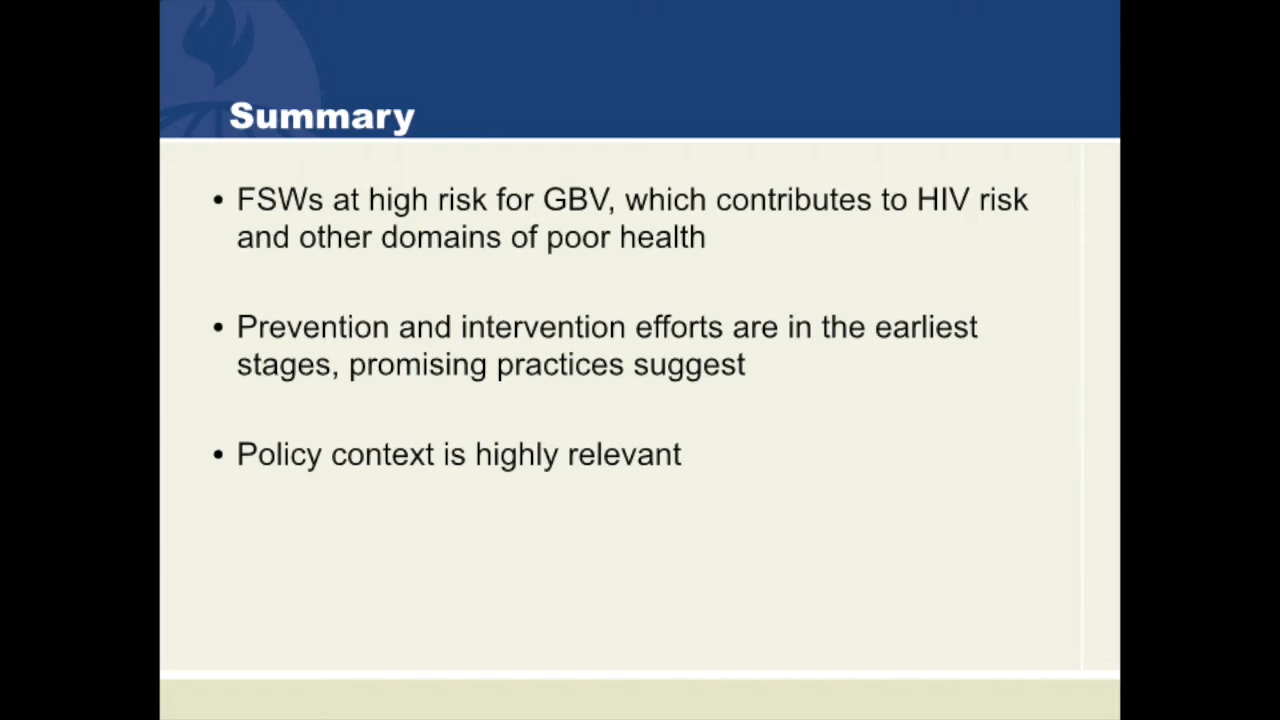 Summary
• FSWs at high risk for GBV, which contributes to HIV risk
and other domains of poor health
• Prevention and intervention efforts are in the earliest
stages, promising practices suggest
• Policy context is highly relevant